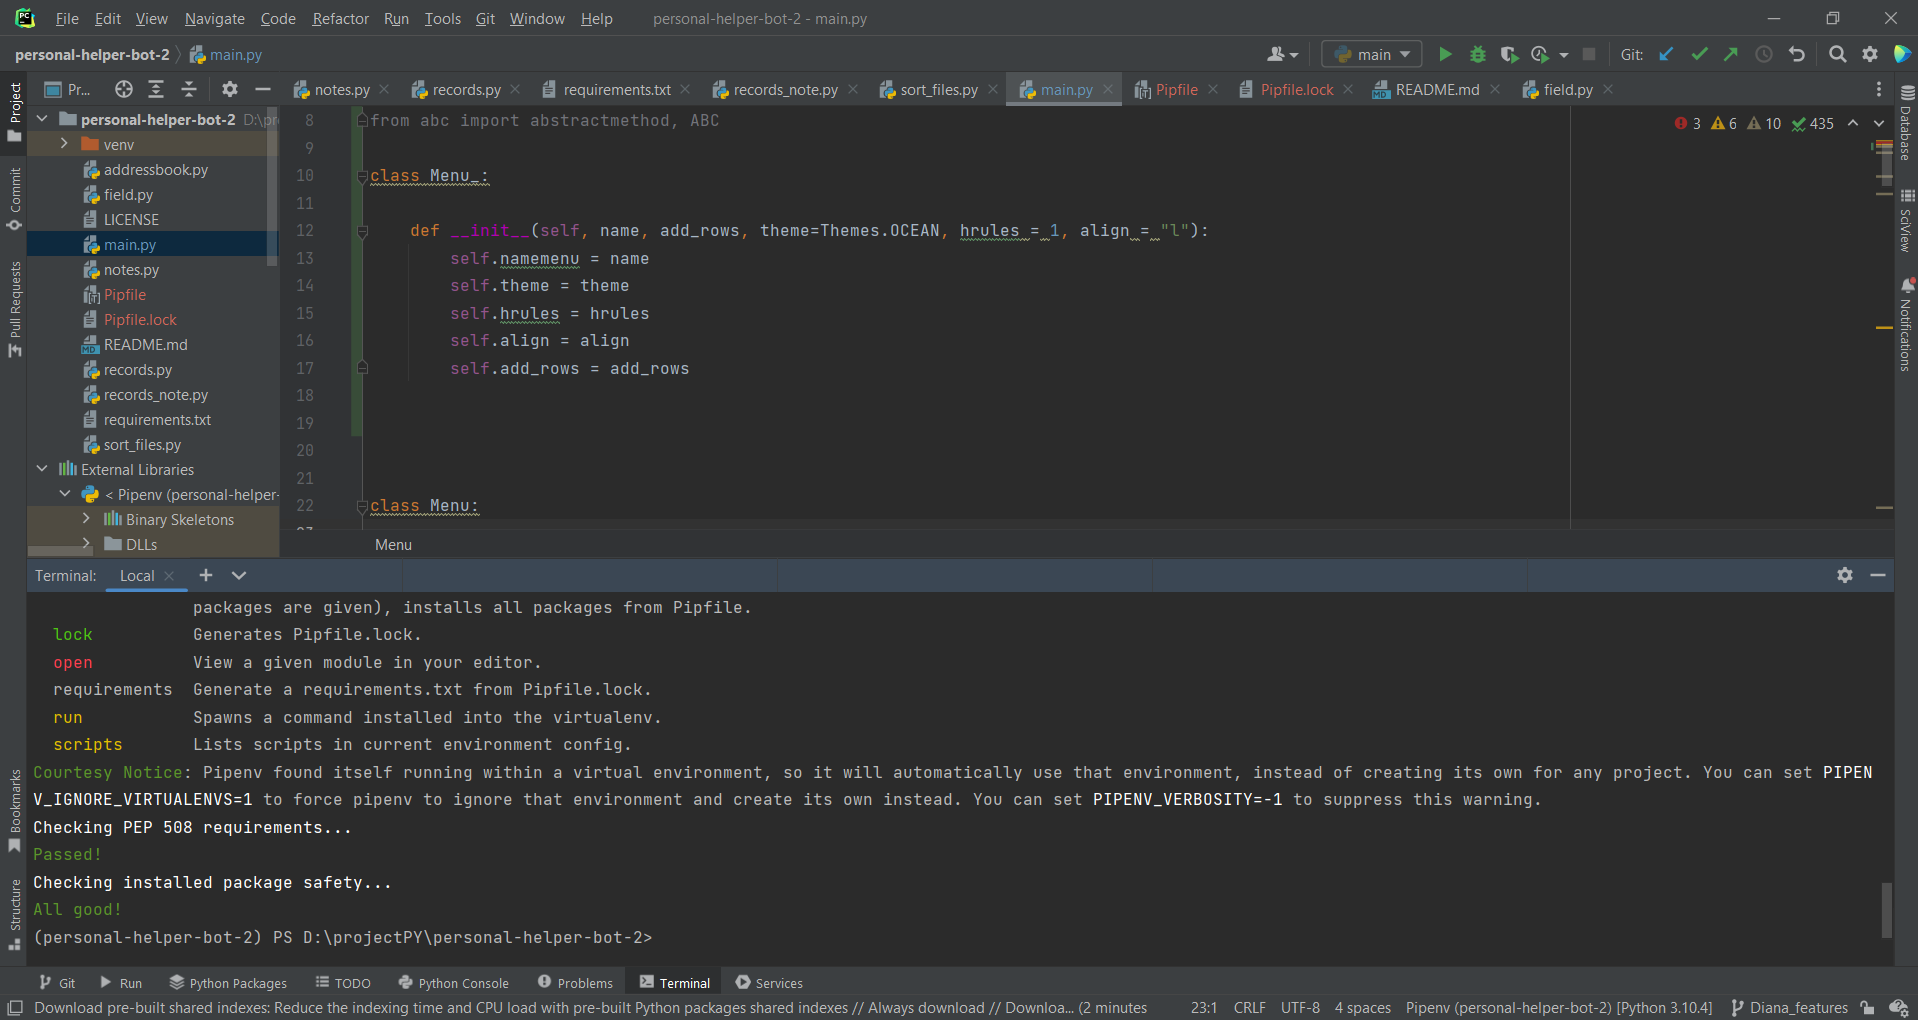 File Edit View Navigate Code Refactor Run Tools Git Window Help personal-helper-bot-2 - main.py
personal-helper-bot-2 main.py main Git:
Pr... notes.py records.py requirements.txt records_note.py sort_files.py main.py Pipfile Pipfile.lock README.md field.py
Project
Commit
Pull Requests
Bookmarks
Structure
personal-helper-bot-2 D:\pr
venv
addressbook.py
field.py
LICENSE
main.py
notes.py
Pipfile
Pipfile.lock
README.md
records.py
records_note.py
requirements.txt
sort_files.py
External Libraries
< Pipenv (personal-helper-
Binary Skeletons
DLLs
3 6 10 435
8 from abc import abstractmethod, ABC
9
10 class Menu_:
11
12 def __init__(self, name, add_rows, theme=Themes.OCEAN, hrules = 1, align = "l"):
13 self.namemenu = name
14 self.theme = theme
15 self.hrules = hrules
16 self.align = align
17 self.add_rows = add_rows
18
19
20
21
22 class Menu:
Menu
Database
SciView
Notifications
Terminal: Local
packages are given), installs all packages from Pipfile.
lock Generates Pipfile.lock.
open View a given module in your editor.
requirements Generate a requirements.txt from Pipfile.lock.
run Spawns a command installed into the virtualenv.
scripts Lists scripts in current environment config.
Courtesy Notice: Pipenv found itself running within a virtual environment, so it will automatically use that environment, instead of creating its own for any project. You can set PIPEN
V_IGNORE_VIRTUALENVS=1 to force pipenv to ignore that environment and create its own instead. You can set PIPENV_VERBOSITY=-1 to suppress this warning.
Checking PEP 508 requirements...
Passed!
Checking installed package safety...
All good!
(personal-helper-bot-2) PS D:\projectPY\personal-helper-bot-2>
Git Run Python Packages TODO Python Console Problems Terminal Services
Download pre-built shared indexes: Reduce the indexing time and CPU load with pre-built Python packages shared indexes // Always download // Downloa... (2 minutes 23:1 CRLF UTF-8 4 spaces Pipenv (personal-helper-bot-2) [Python 3.10.4] Diana_features